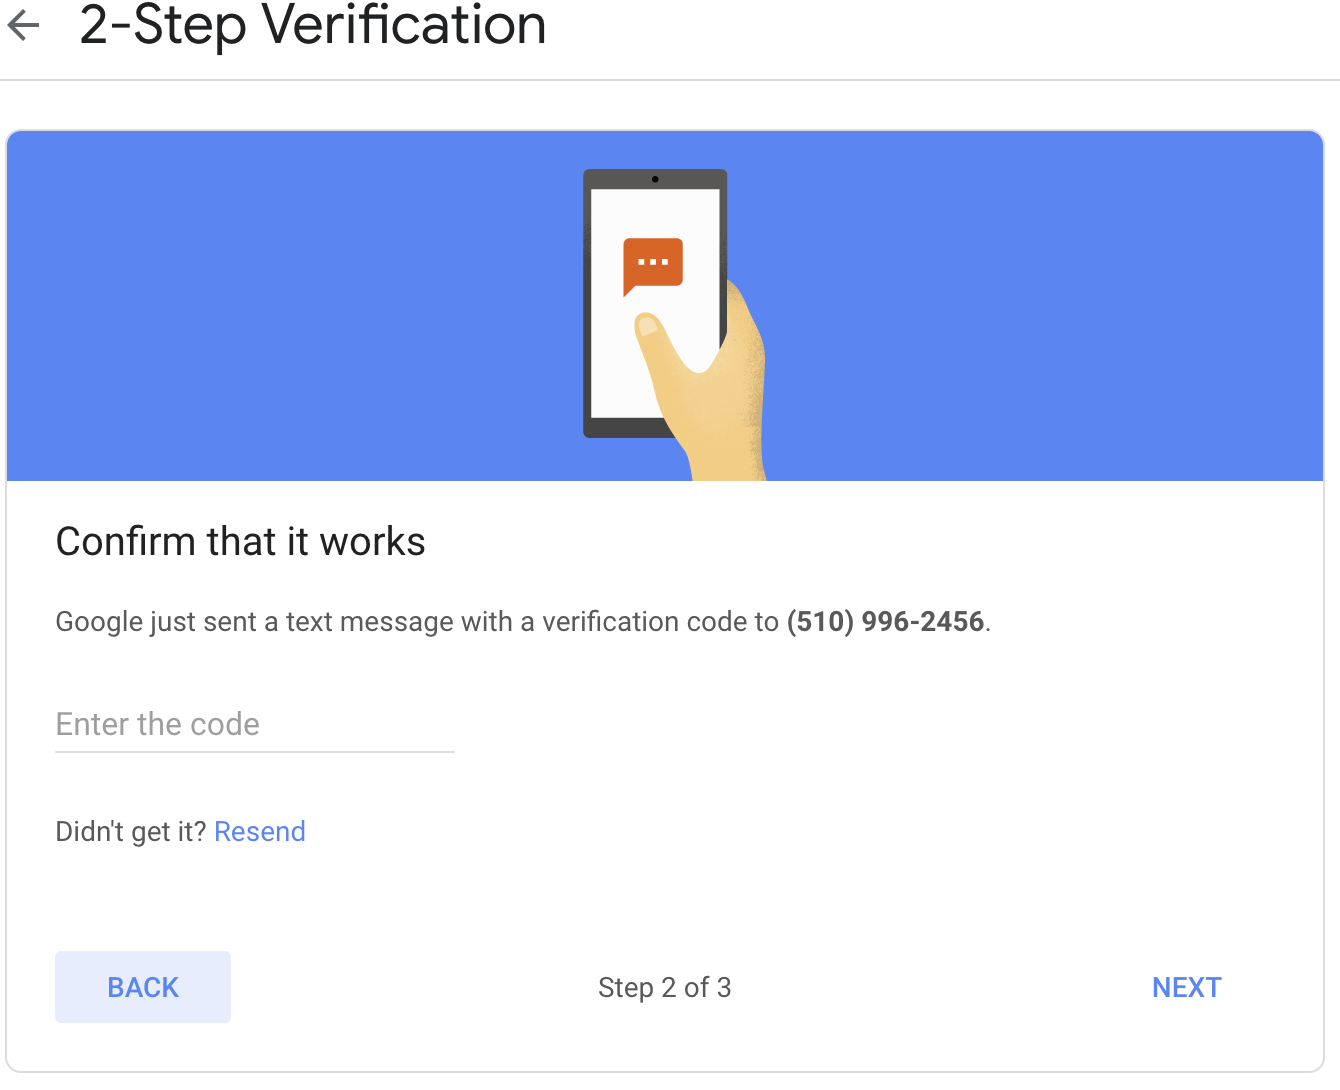 2-Step Verification
Confirm that it works
Google just sent a text message with a verification code to (510) 996-2456.
Enter the code
Didn't get it? Resend
BACK
Step 2 of 3
NEXT